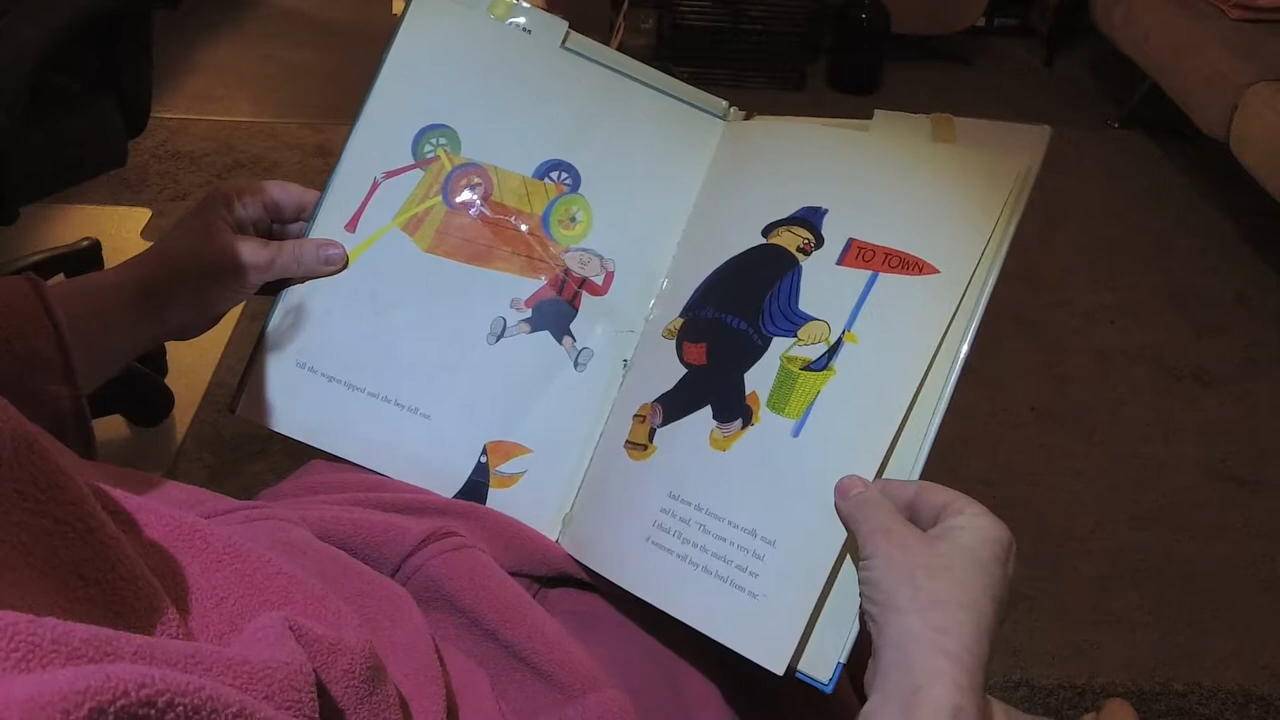 'till the wagon tipped and the boy fell out.
TO TOWN
And now the farmer was really mad,
and he said, "This crow is very bad.
I think I'll go to the market and see
if someone will buy this bird from me."